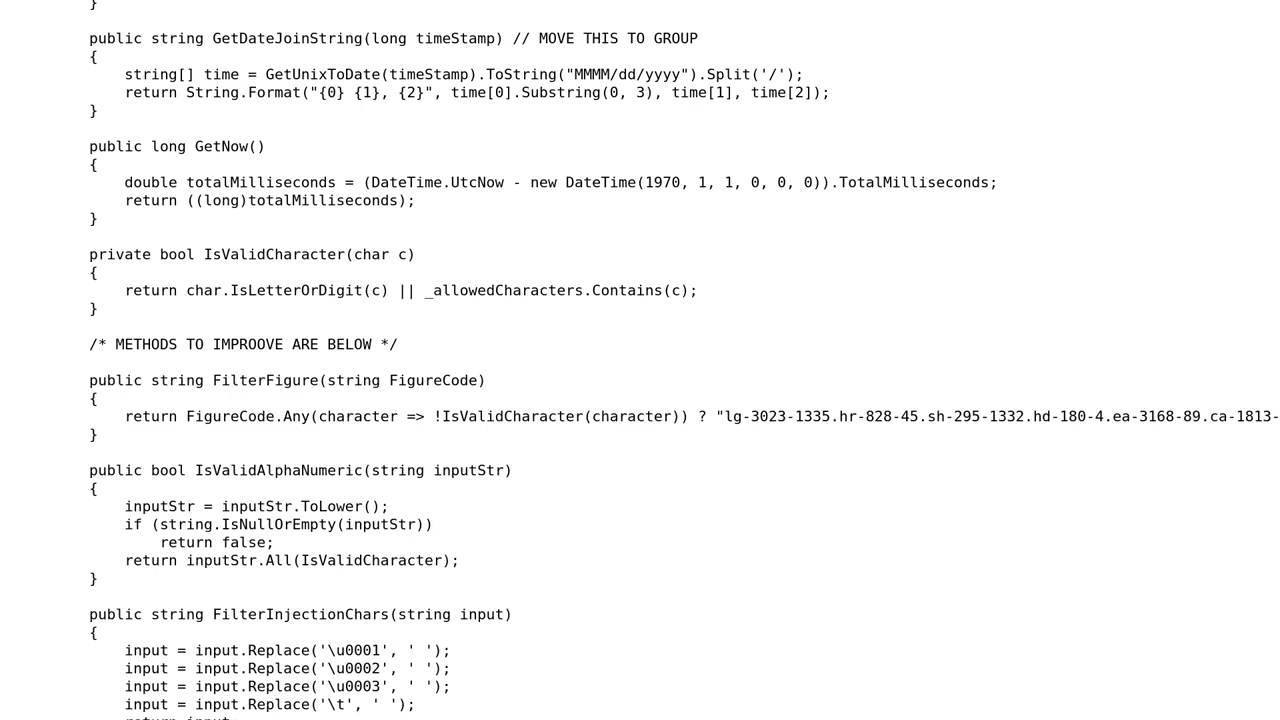 }
public string GetDateJoinString(long timeStamp) // MOVE THIS TO GROUP
{
string[] time = GetUnixToDate(timeStamp).ToString("MMMM/dd/yyyy").Split('/');
return String.Format("{0} {1}, {2}", time[0].Substring(0, 3), time[1], time[2]);
}
public long GetNow()
{
double totalMilliseconds = (DateTime.UtcNow - new DateTime(1970, 1, 1, 0, 0, 0)).TotalMilliseconds;
return ((long)totalMilliseconds);
}
private bool IsValidCharacter(char c)
{
return char.IsLetterOrDigit(c) || _allowedCharacters.Contains(c);
}
/* METHODS TO IMPROOVE ARE BELOW */
public string FilterFigure(string FigureCode)
{
return FigureCode.Any(character => !IsValidCharacter(character)) ? "lg-3023-1335.hr-828-45.sh-295-1332.hd-180-4.ea-3168-89.ca-1813-
}
public bool IsValidAlphaNumeric(string inputStr)
{
inputStr = inputStr.ToLower();
if (string.IsNullOrEmpty(inputStr))
return false;
return inputStr.All(IsValidCharacter);
}
public string FilterInjectionChars(string input)
{
input = input.Replace('\u0001', ' ');
input = input.Replace('\u0002', ' ');
input = input.Replace('\u0003', ' ');
input = input.Replace('\t', ' ');
return input;